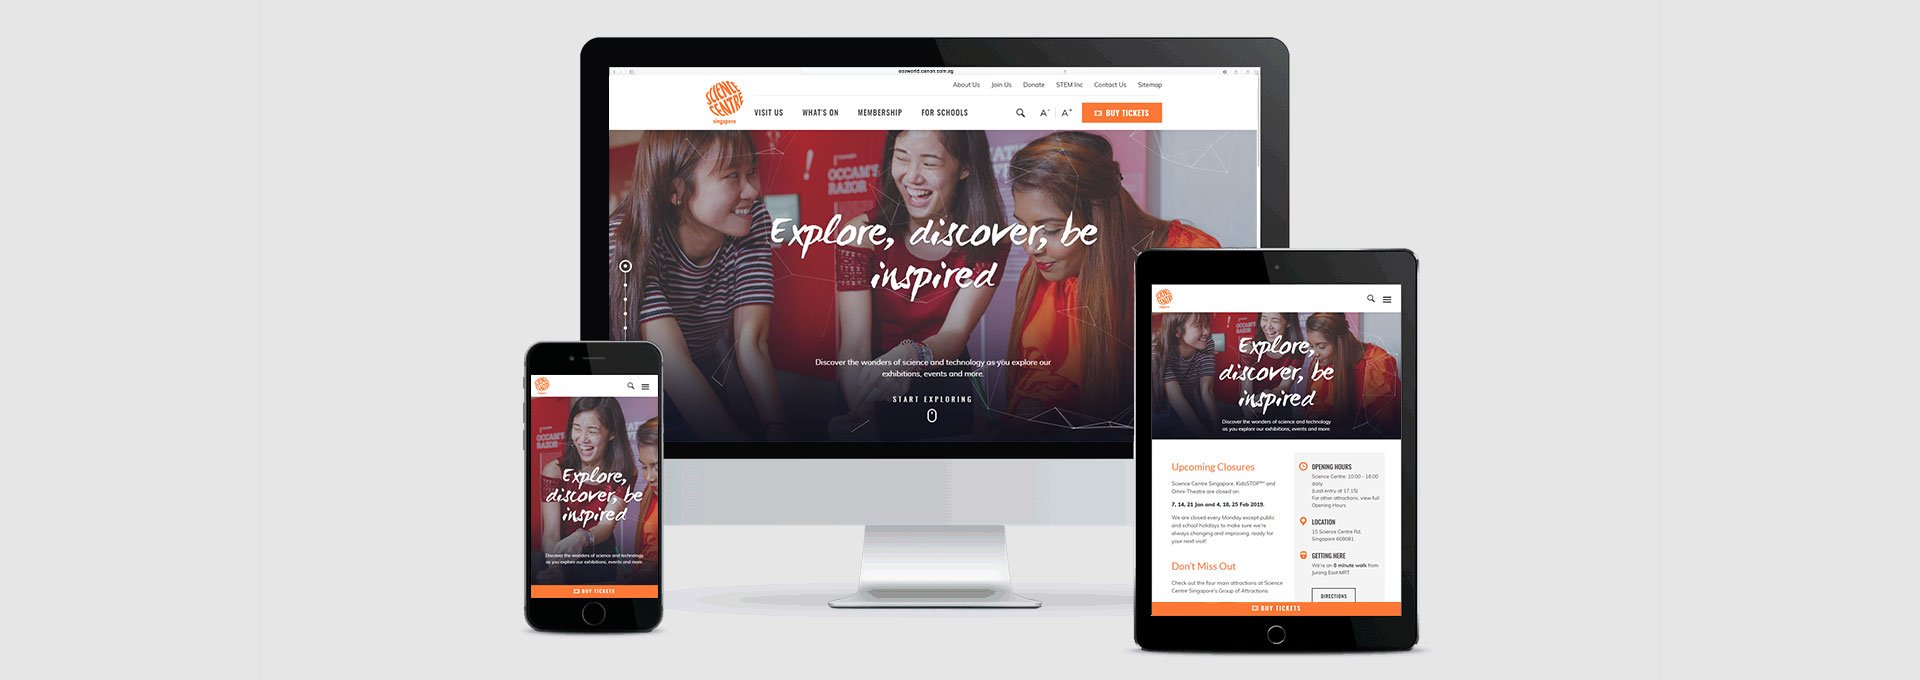 eosworld.canon.com.sg
About Us Join Us Donate STEM Inc Contact Us Sitemap
SCIENCE CENTRE
singapore
VISIT US WHAT'S ON MEMBERSHIP FOR SCHOOLS A- A+ BUY TICKETS
OCCAM'S
RAZOR
Explore, discover, be
inspired
Discover the wonders of science and technology as you explore our
exhibitions, events and more.
START EXPLORING
OCCAM'S
RAZOR
Explore,
discover, be
inspired
Discover the wonders of science and technology
as you explore our exhibitions, events and more.
BUY TICKETS
OCCAM'S
RAZOR
Explore,
discover, be
inspired
Discover the wonders of science and technology
as you explore our exhibitions, events and more.
Upcoming Closures
Science Centre Singapore, KidsSTOP™ and
Omni-Theatre are closed on:
7, 14, 21 Jan and 4, 18, 25 Feb 2019.
We are closed every Monday except public
and school holidays to make sure we're
always changing and improving, ready for
your next visit!
Don't Miss Out
Check out the four main attractions at Science
Centre Singapore's Group of Attractions.
OPENING HOURS
Science Centre: 10:00 - 18:00
daily
(Last entry at 17:15)
For other attractions, view full
Opening Hours
LOCATION
15 Science Centre Rd,
Singapore 609081
GETTING HERE
We're an 8 minute walk from
Jurong East MRT
DIRECTIONS
BUY TICKETS